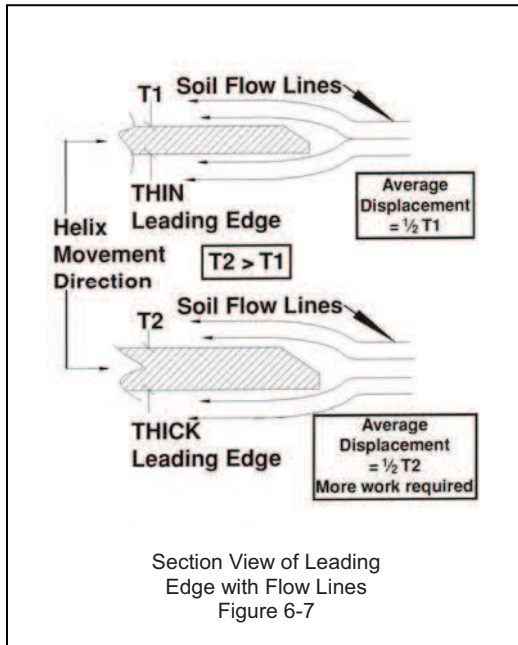 T1
Soil Flow Lines
THIN
Leading Edge
Average
Displacement
= ½ T1
Helix
Movement
Direction
T2 > T1
T2
Soil Flow Lines
THICK
Leading Edge
Average
Displacement
= ½ T2
More work required
Section View of Leading
Edge with Flow Lines
Figure 6-7